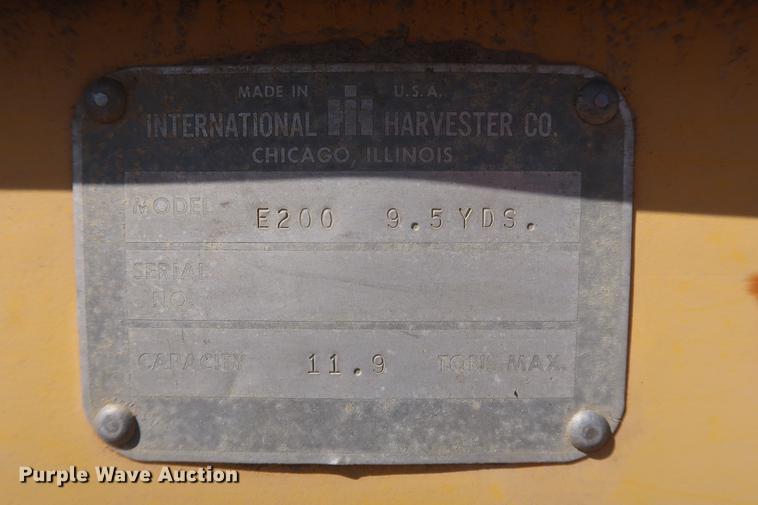 MADE IN U.S.A.
INTERNATIONAL IH HARVESTER CO.
CHICAGO, ILLINOIS
MODEL E200 9.5 YDS.
SERIAL
NO.
CAPACITY 11.9 TONS MAX.
Purple Wave Auction